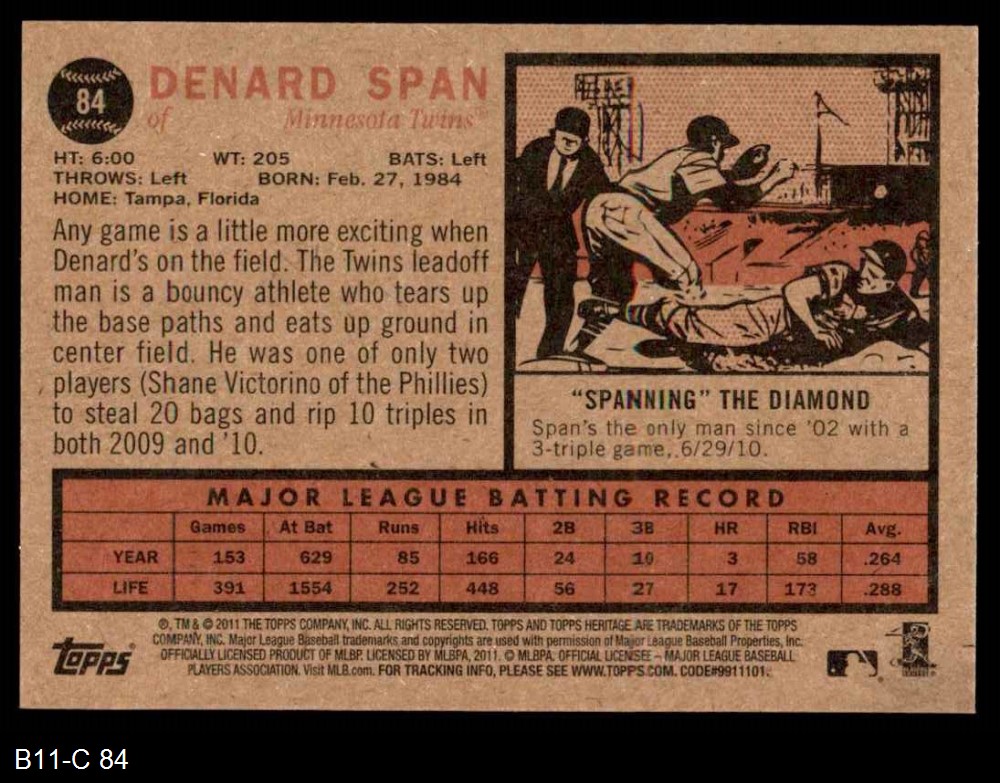 84
DENARD SPAN
of Minnesota Twins™
HT: 6:00 WT: 205 BATS: Left
THROWS: Left BORN: Feb. 27, 1984
HOME: Tampa, Florida
Any game is a little more exciting when
Denard's on the field. The Twins leadoff
man is a bouncy athlete who tears up
the base paths and eats up ground in
center field. He was one of only two
players (Shane Victorino of the Phillies)
to steal 20 bags and rip 10 triples in
both 2009 and '10.
"SPANNING" THE DIAMOND
Span's the only man since '02 with a
3-triple game, 6/29/10.
MAJOR LEAGUE BATTING RECORD
Games At Bat Runs Hits 2B 3B HR RBI Avg.
YEAR 153 629 85 166 24 10 3 58 .264
LIFE 391 1554 252 448 56 27 17 173 .288
®, TM & © 2011 THE TOPPS COMPANY, INC. ALL RIGHTS RESERVED. TOPPS AND TOPPS HERITAGE ARE TRADEMARKS OF THE TOPPS
COMPANY, INC. Major League Baseball trademarks and copyrights are used with permission of Major League Baseball Properties, Inc.
OFFICIALLY LICENSED PRODUCT OF MLBP. LICENSED BY MLBPA, 2011. © MLBPA. OFFICIAL LICENSEE – MAJOR LEAGUE BASEBALL
PLAYERS ASSOCIATION. Visit MLB.com. FOR TRACKING INFO, PLEASE SEE WWW.TOPPS.COM. CODE#9911101.
Topps
B11-C 84